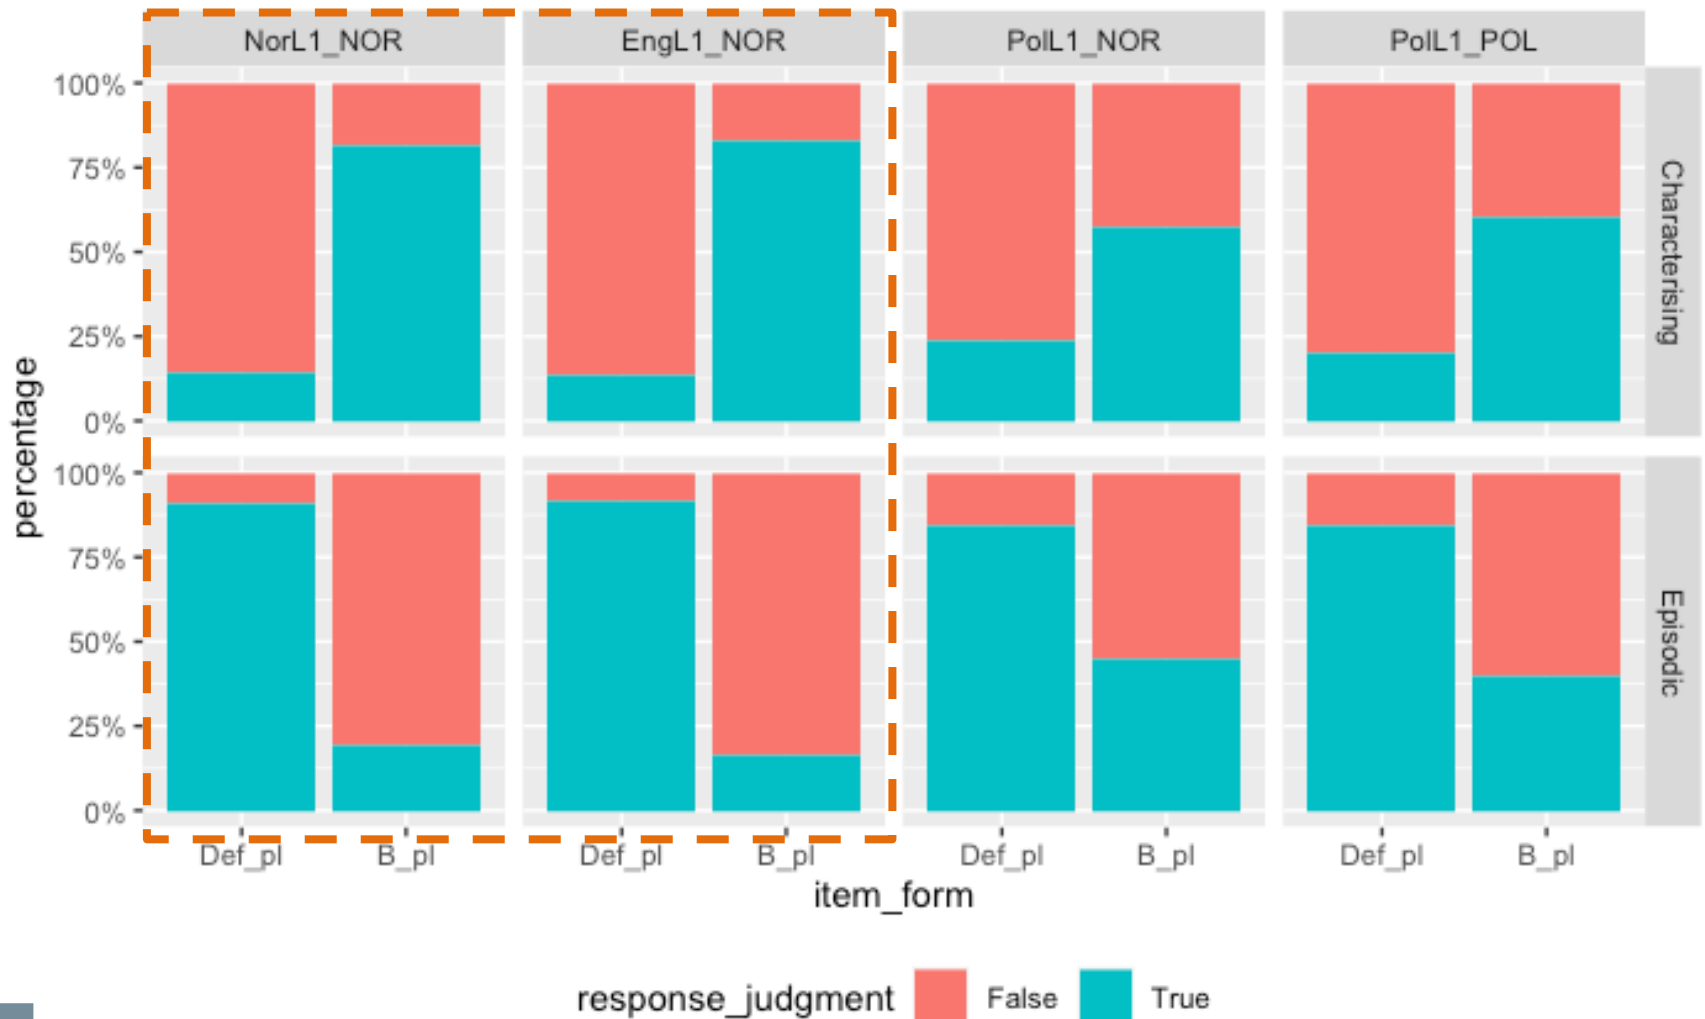 NorL1_NOR EngL1_NOR PolL1_NOR PolL1_POL
100%
75%
50%
25%
0%
Characterising
100%
75%
50%
25%
0%
Episodic
percentage
Def_pl B_pl Def_pl B_pl Def_pl B_pl Def_pl B_pl
item_form
response_judgment False True